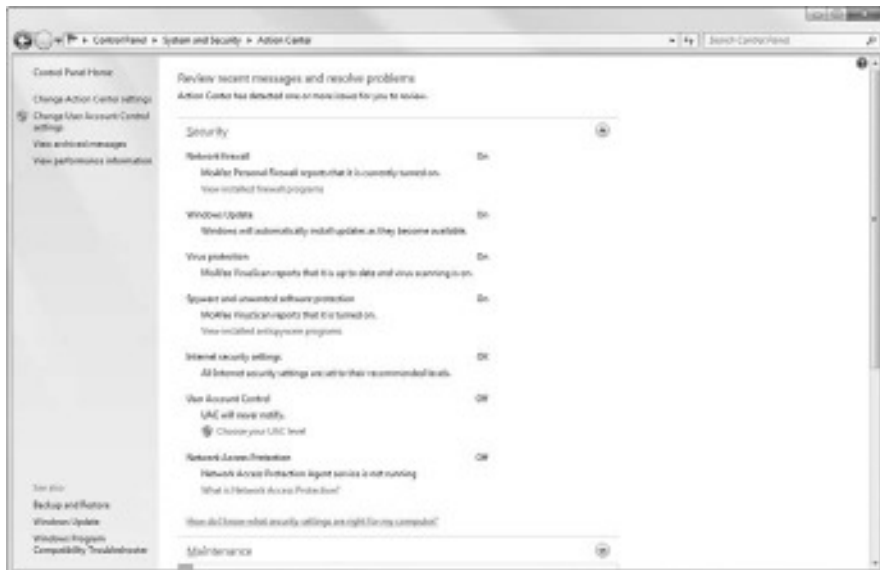 Control Panel ▸ System and Security ▸ Action Center
Search Control Panel
Control Panel Home
Change Action Center settings
Change User Account Control
settings
View archived messages
View performance information
See also
Backup and Restore
Windows Update
Windows Program
Compatibility Troubleshooter
Review recent messages and resolve problems
Action Center has detected one or more issues for you to review.
Security
Network firewall On
McAfee Personal Firewall reports that it is currently turned on.
View installed firewall programs
Windows Update On
Windows will automatically install updates as they become available.
Virus protection On
McAfee VirusScan reports that it is up to date and virus scanning is on.
Spyware and unwanted software protection On
McAfee VirusScan reports that it is turned on.
View installed antispyware programs
Internet security settings OK
All Internet security settings are set to their recommended levels.
User Account Control Off
UAC will never notify.
Choose your UAC level
Network Access Protection Off
Network Access Protection Agent service is not running
What is Network Access Protection?
How do I know what security settings are right for my computer?
Maintenance